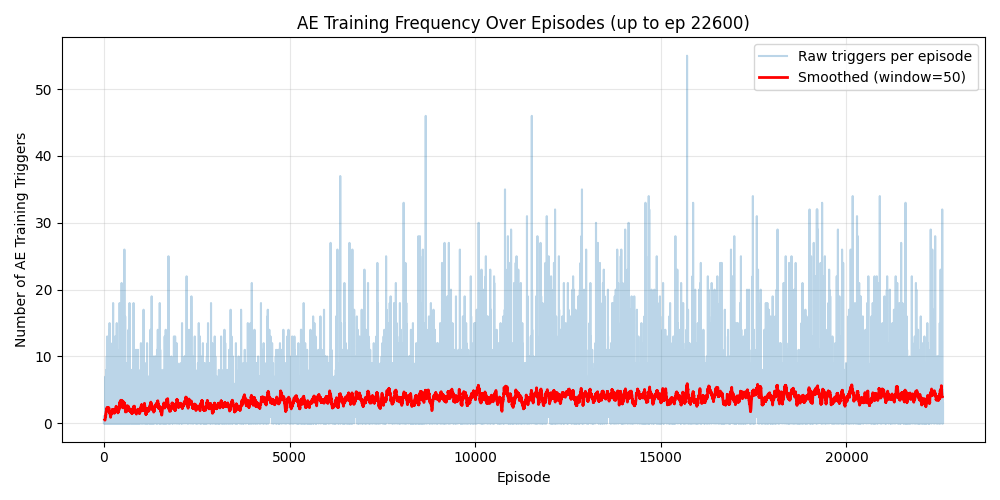 AE Training Frequency Over Episodes (up to ep 22600)
Raw triggers per episode
Smoothed (window=50)
Number of AE Training Triggers
50
40
30
20
10
0
0 5000 10000 15000 20000
Episode